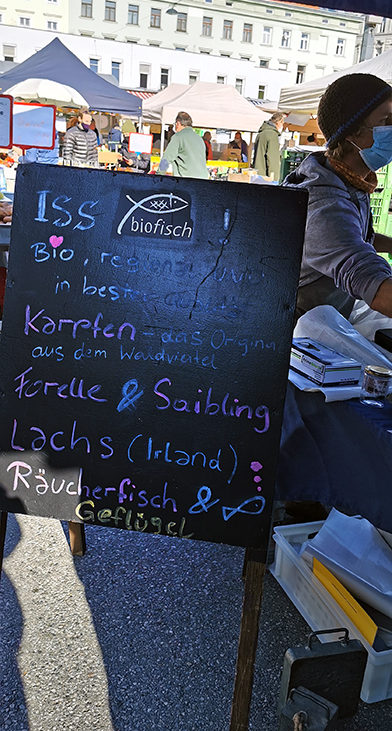 ISS biofisch !
Bio, regional
in bester
Karpfen - das Original
aus dem Waldviertel
Forelle & Saibling
Lachs (Irland)
Räucherfisch &
Geflügel